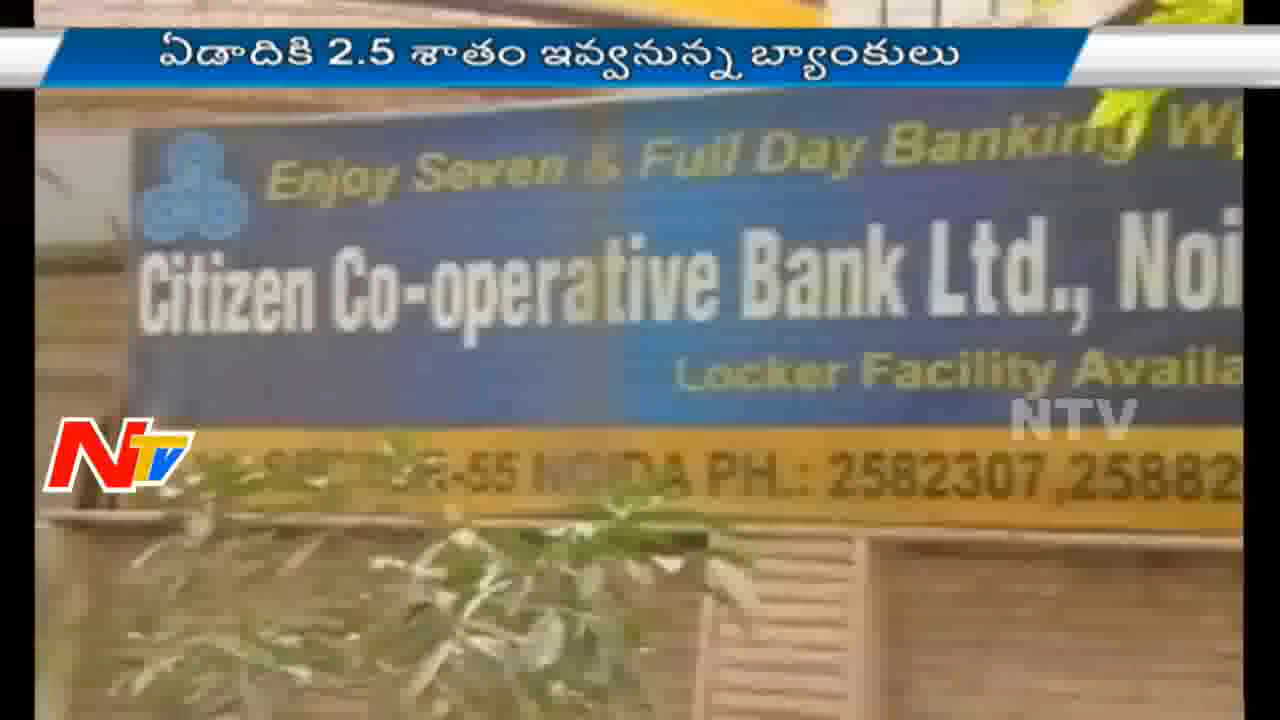 ఏడాదికి 2.5 శాతం ఇవ్వనున్న బ్యాంకులు
Enjoy Seven & Full Day Banking
Citizen Co-operative Bank Ltd., Noi
Locker Facility Availa
NTV
NTV
-55 NOIDA PH.: 2582307,25882